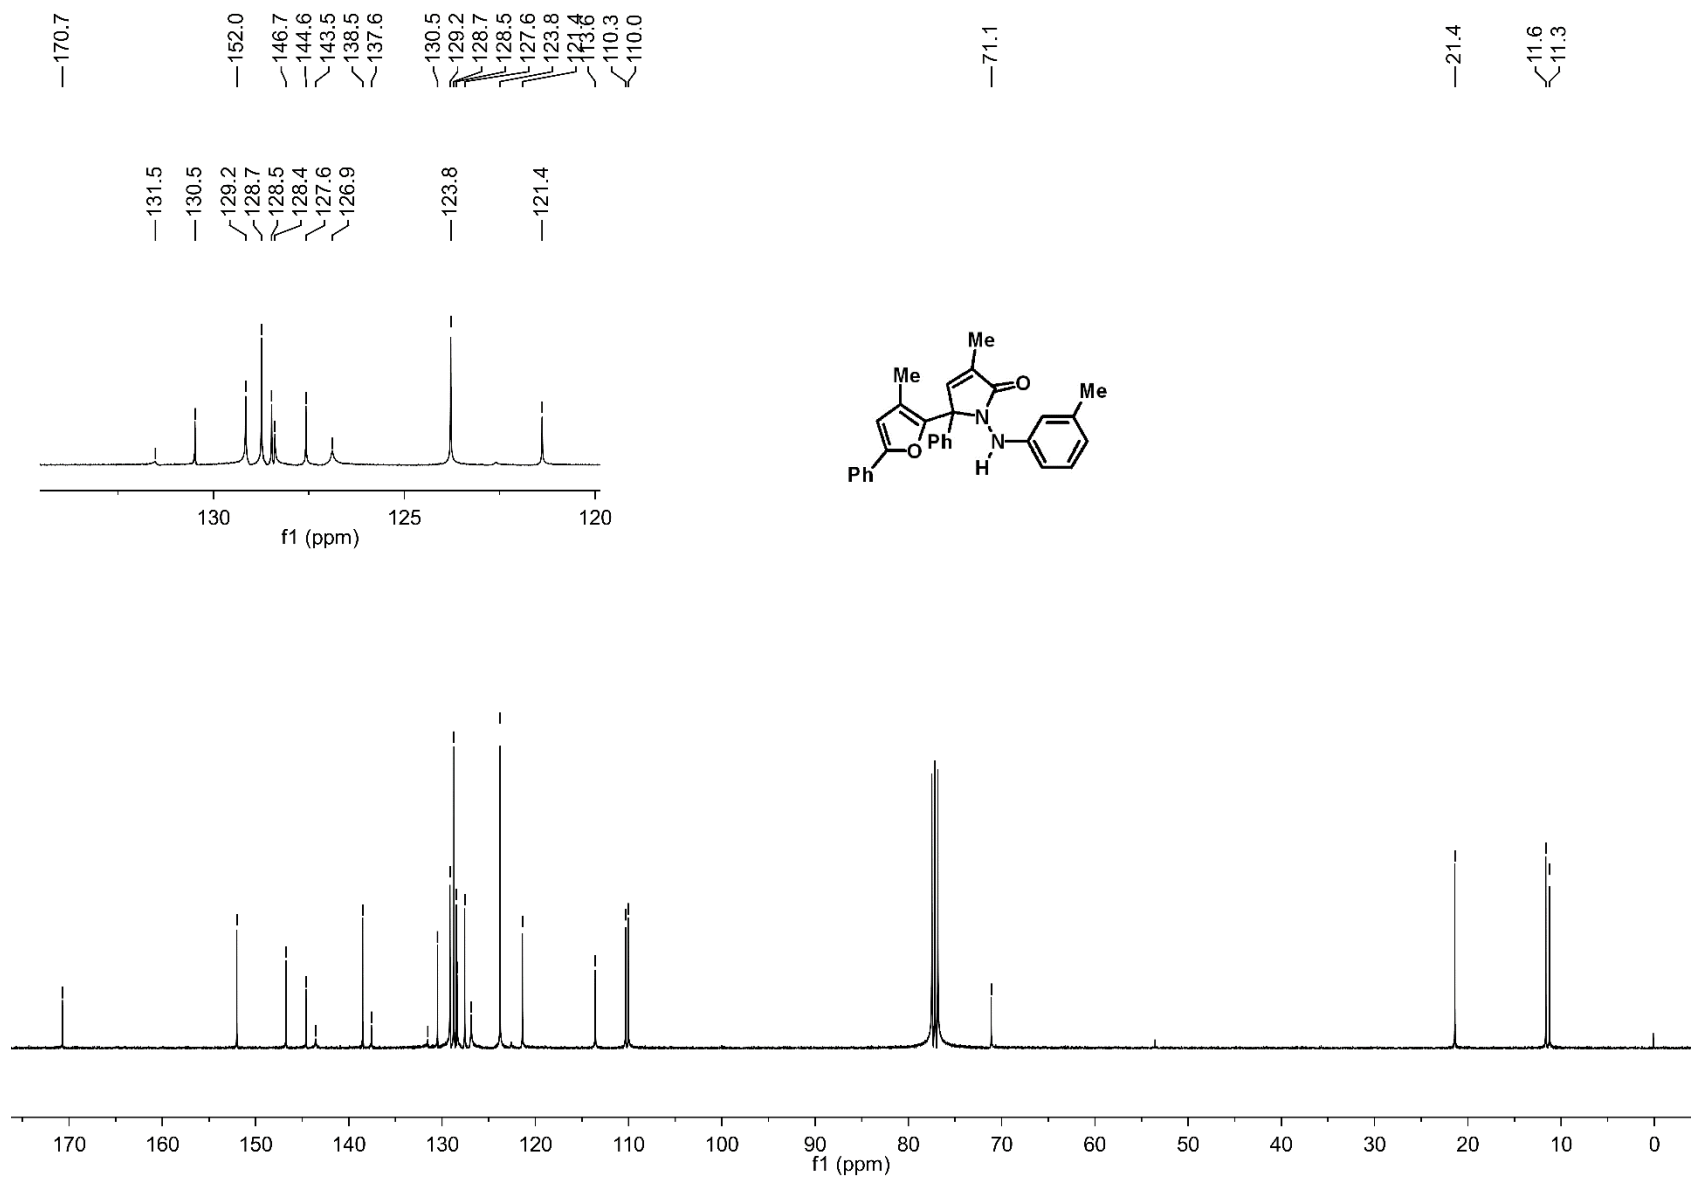 170.7 152.0 146.7 144.6 143.5 138.5 137.6 130.5 129.2 128.7 128.5 127.6 123.8 121.4 113.6 110.3 110.0 71.1 21.4 11.6 11.3
131.5 130.5 129.2 128.7 128.5 128.4 127.6 126.9 123.8 121.4
Me
Me O Me
N
Ph N
O
H
Ph
130 125 120
f1 (ppm)
170 160 150 140 130 120 110 100 90 80 70 60 50 40 30 20 10 0
f1 (ppm)